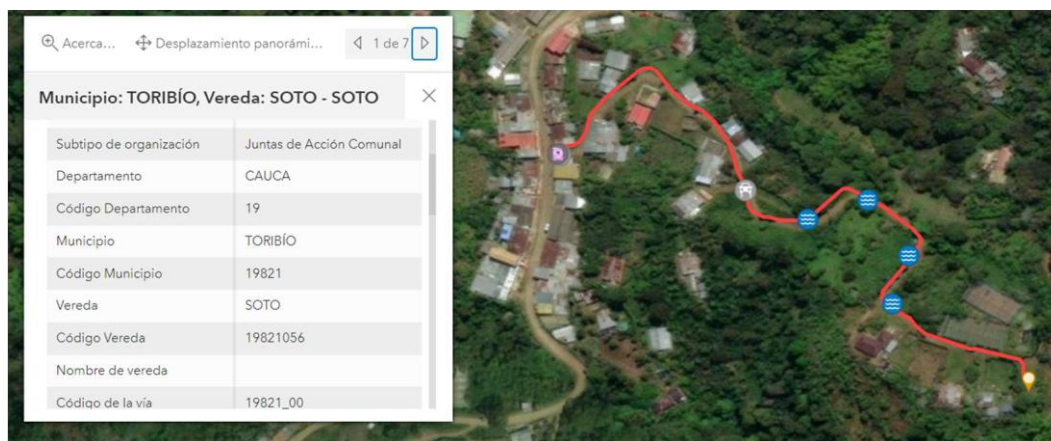 Acerca... Desplazamiento panorámi... 1 de 7
Municipio: TORIBÍO, Vereda: SOTO - SOTO
Subtipo de organización Juntas de Acción Comunal
Departamento CAUCA
Código Departamento 19
Municipio TORIBÍO
Código Municipio 19821
Vereda SOTO
Código Vereda 19821056
Nombre de vereda
Código de la vía 19821_00